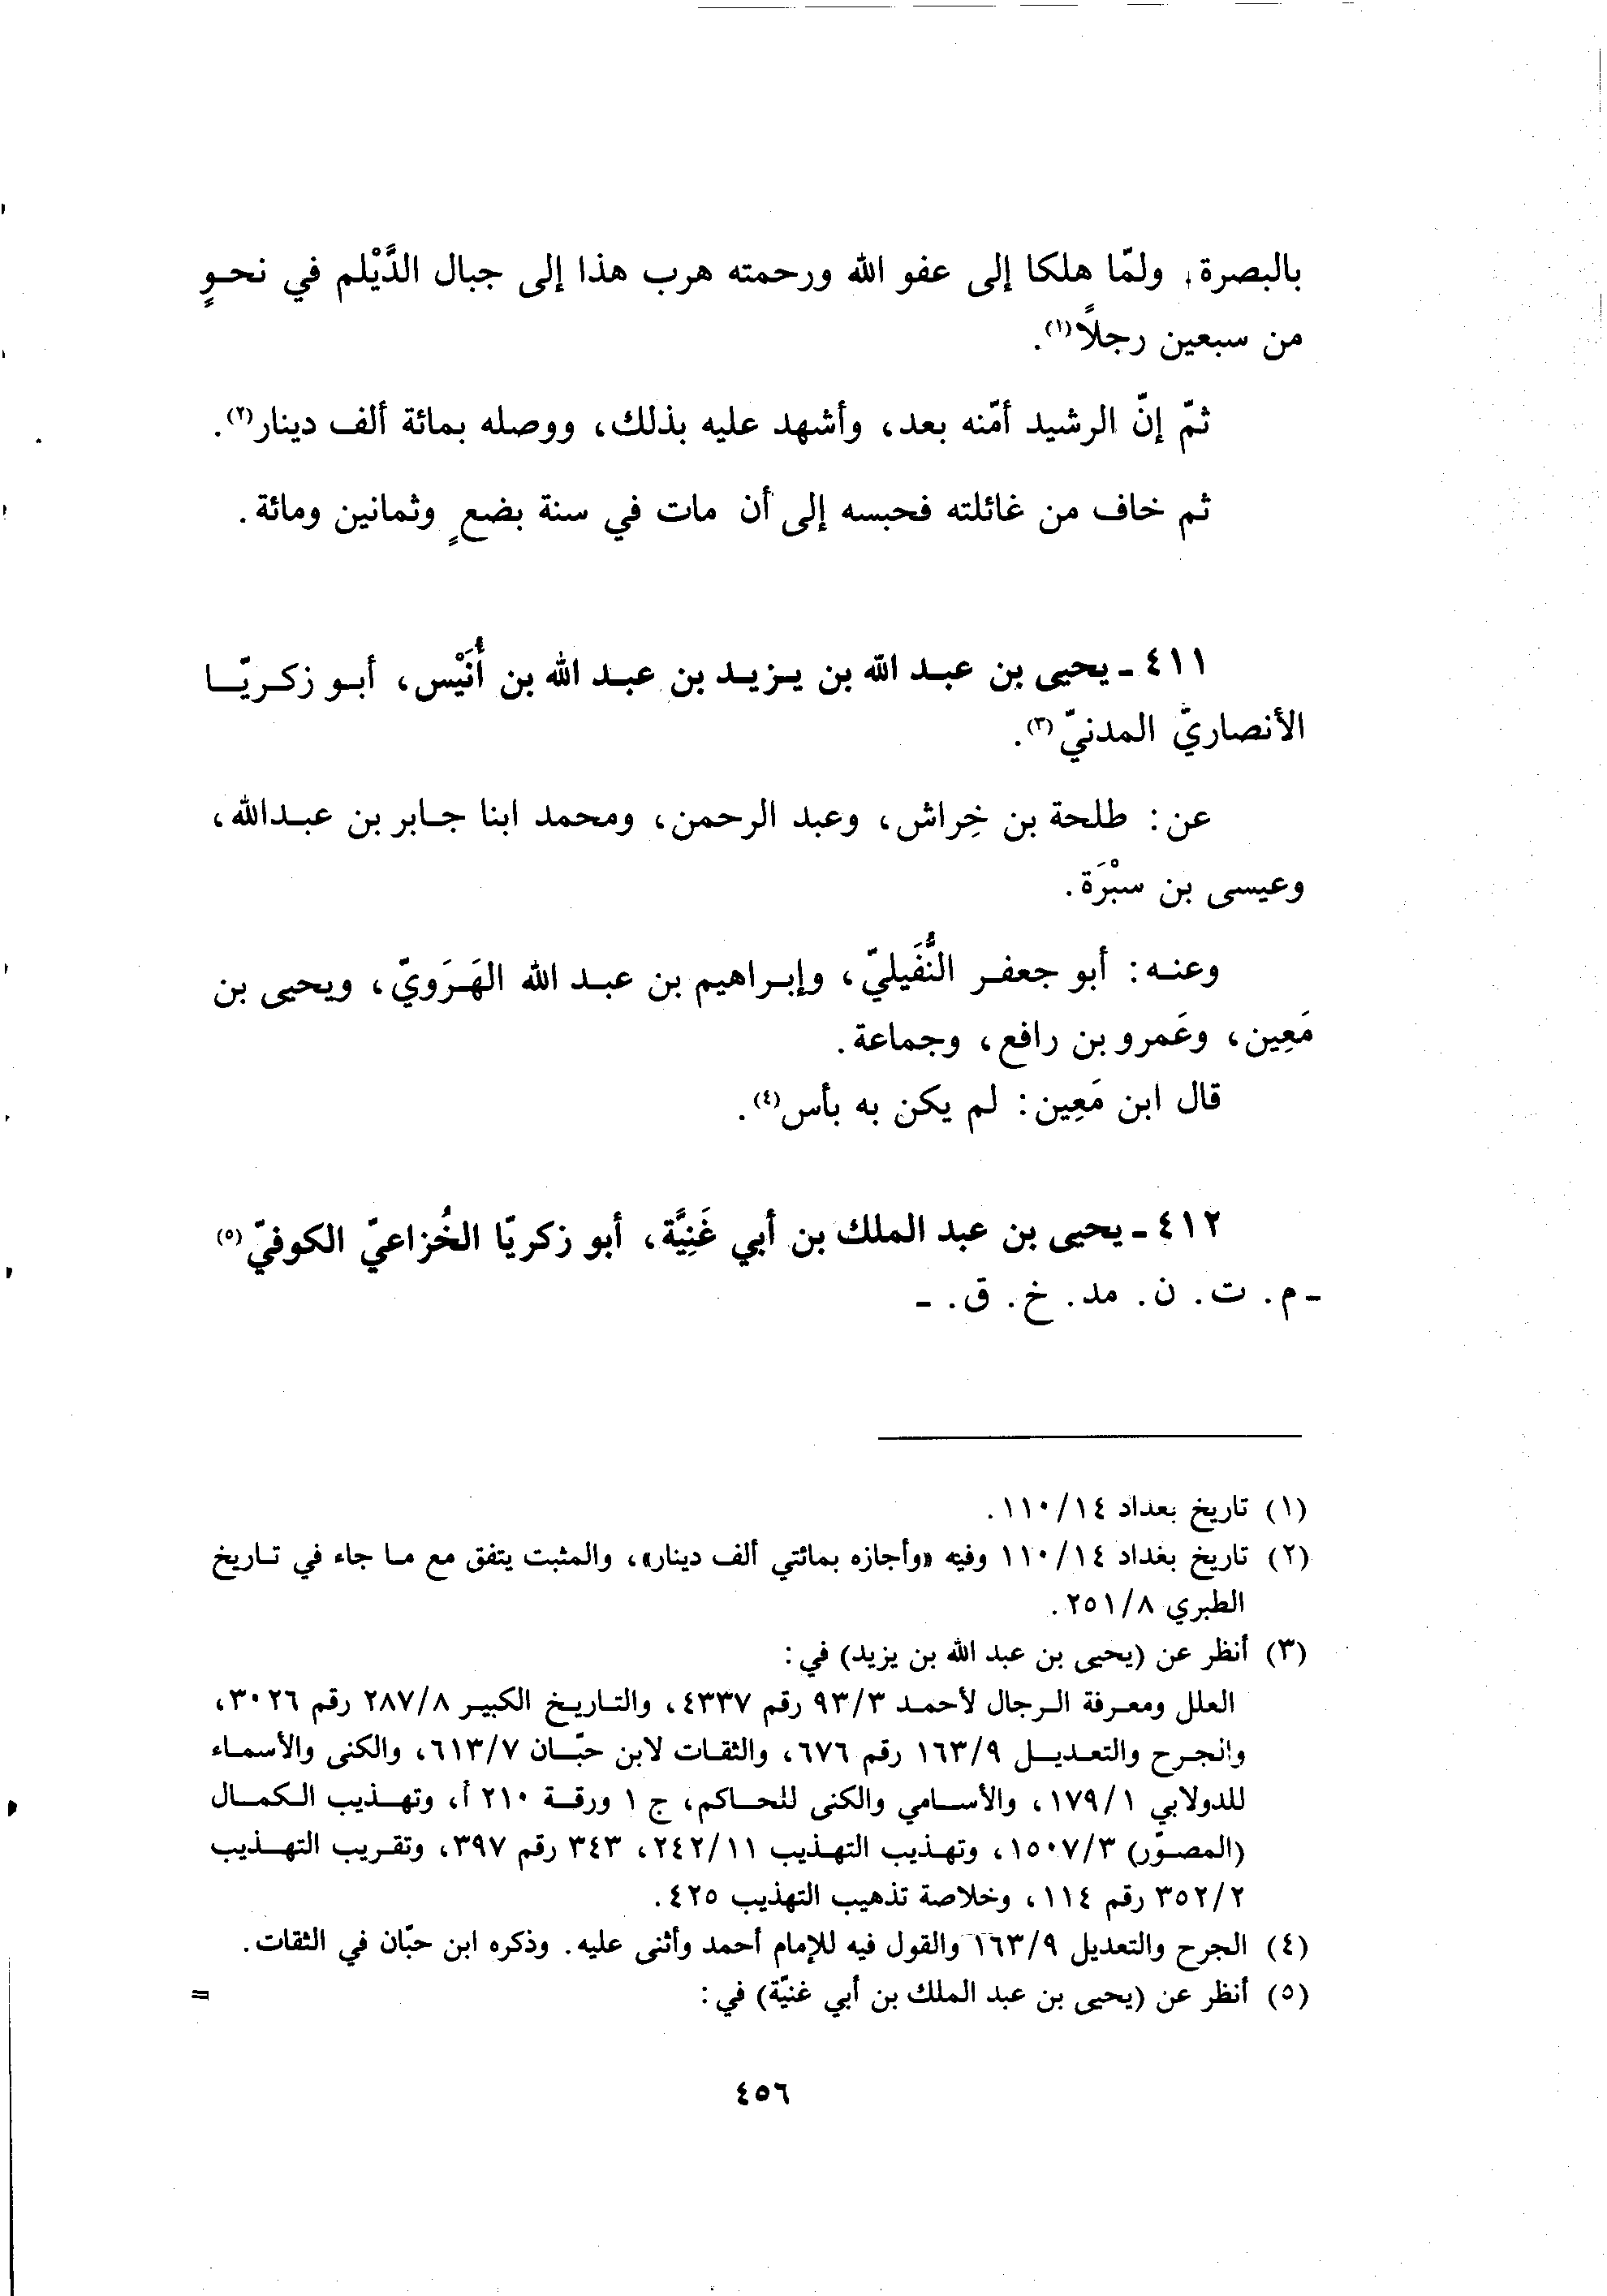 بالبصرة، ولمّا هلكا إلى عفو الله ورحمته هرب هذا إلى جبال الدَّيْلم في نحوٍ
من سبعين رجلاً(١).
ثمّ إنّ الرشيد أمّنه بعد، وأشهد عليه بذلك، ووصله بمائة ألف دينار(٢).
ثم خاف من غائلته فحبسه إلى أن مات في سنة بضعٍ وثمانين ومائة.
٤١١ - يحيى بن عبد الله بن يزيد بن عبد الله بن أُنَيْس، أبو زكريّا
الأنصاريّ المدنيّ(٣).
عن: طلحة بن خِراش، وعبد الرحمن، ومحمد ابنا جابر بن عبدالله،
وعيسى بن سبْرَة.
وعنه: أبو جعفر النُّفَيليّ، وإبراهيم بن عبد الله الهَرَويّ، ويحيى بن
مَعِين، وعَمرو بن رافع، وجماعة.
قال ابن مَعِين: لم يكن به بأس(٤).
٤١٢ - يحيى بن عبد الملك بن أبي غَنِيَّة، أبو زكريّا الخُزاعيّ الكوفيّ(٥)
- م. ت. ن. مد. خ. ق. -
(١) تاريخ بعداد ١١٠/١٤.
(٢) تاريخ بغداد ١١٠/١٤ وفيه «وأجازه بمائتي ألف دينار»، والمثبت يتفق مع ما جاء في تاريخ
الطبري ٢٥١/٨.
(٣) أنظر عن (يحيى بن عبد الله بن يزيد) في:
العلل ومعرفة الرجال لأحمد ٩٣/٣ رقم ٤٣٣٧، والتاريخ الكبير ٢٨٧/٨ رقم ٣٠٢٦،
والجرح والتعديل ١٦٣/٩ رقم ٦٧٦، والثقات لابن حبّان ٦١٣/٧، والكنى والأسماء
للدولابي ١٧٩/١، والأسامي والكنى للحاكم، ج ١ ورقة ٢١٠ أ، وتهذيب الكمال
(المصوّر) ١٥٠٧/٣، وتهذيب التهذيب ٢٤٢/١١، ٣٤٣ رقم ٣٩٧، وتقريب التهذيب
٣٥٢/٢ رقم ١١٤، وخلاصة تذهيب التهذيب ٤٢٥.
(٤) الجرح والتعديل ١٦٣/٩ والقول فيه للإمام أحمد وأثنى عليه. وذكره ابن حبّان في الثقات.
(٥) أنظر عن (يحيى بن عبد الملك بن أبي غنيّة) في: =
٤٥٦